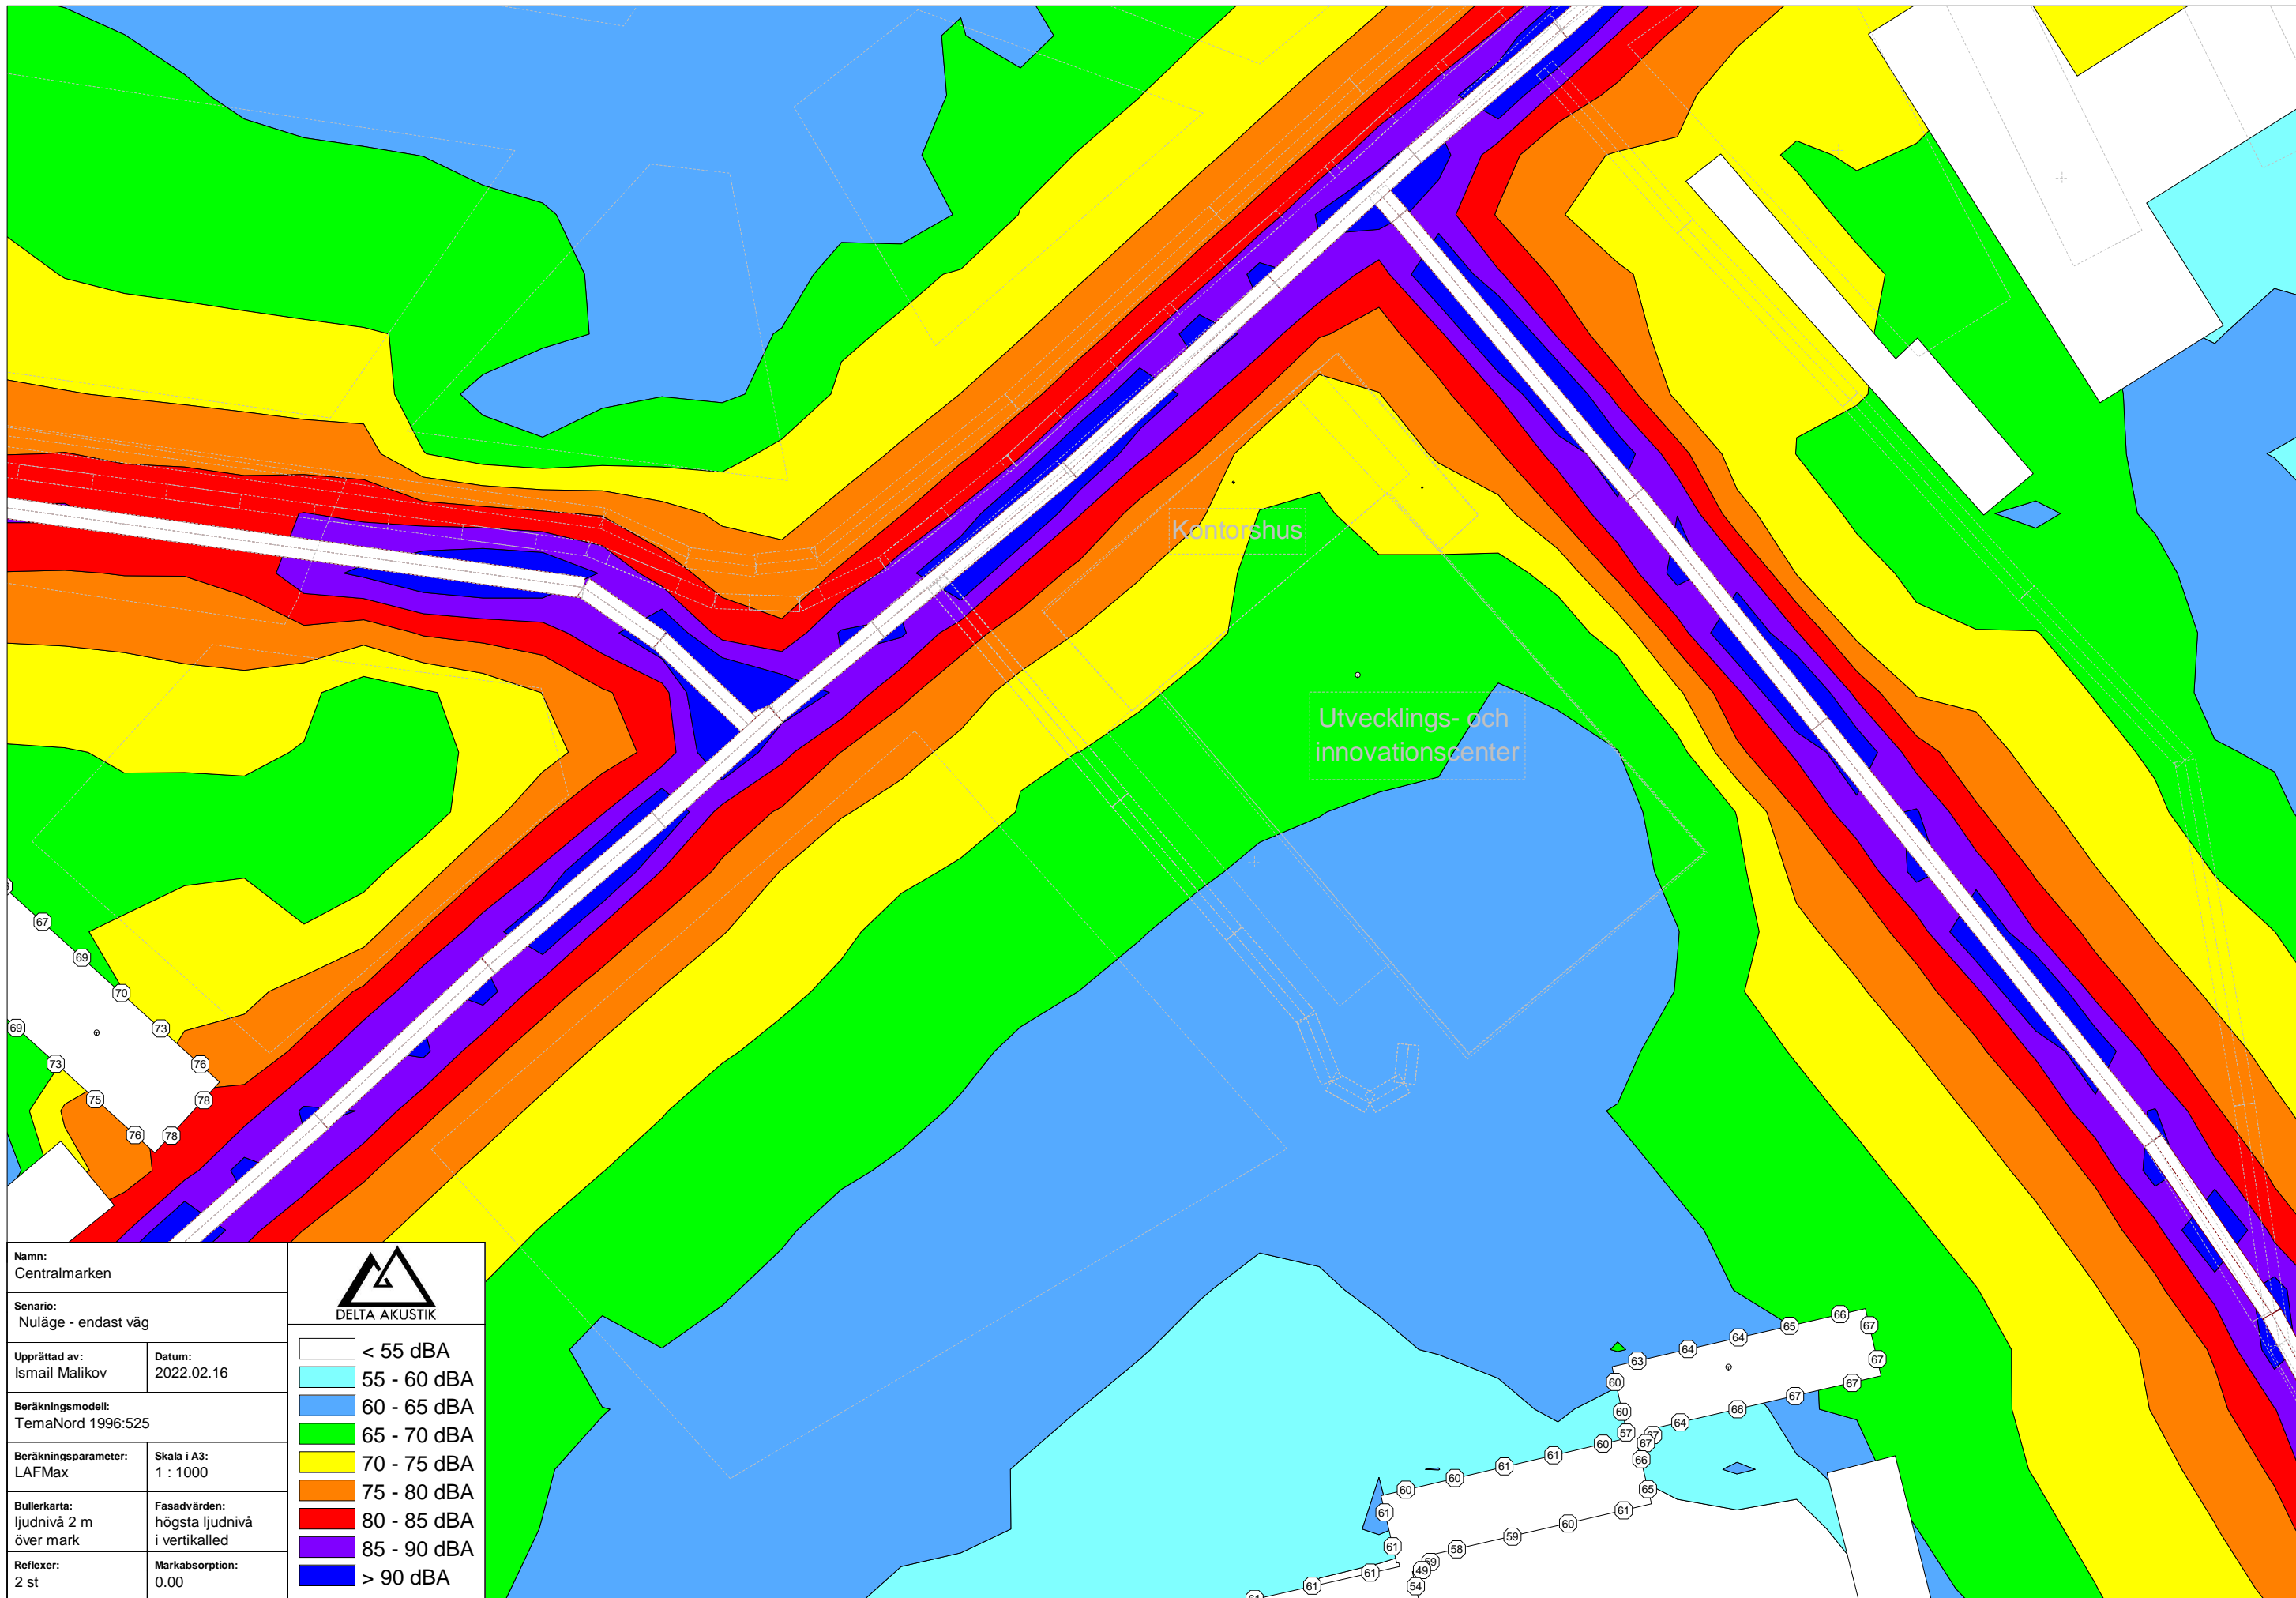 Kontorshus
Utvecklings- och
innovationscenter
67
69
70
73
76
78
78
76
75
73
69
66
67
67
67
67
66
64
67
67
66
65
61
60
59
58
59
49
54
63
64
64
65
60
60
57
60
61
61
60
60
61
61
61
61
61
Namn:
Centralmarken
Senario:
Nuläge - endast väg
Upprättad av:
Ismail Malikov
Datum:
2022.02.16
Beräkningsmodell:
TemaNord 1996:525
Beräkningsparameter:
LAFMax
Skala i A3:
1 : 1000
Bullerkarta:
ljudnivå 2 m
över mark
Fasadvärden:
högsta ljudnivå
i vertikalled
Reflexer:
2 st
Markabsorption:
0.00
DELTA AKUSTIK
< 55 dBA
55 - 60 dBA
60 - 65 dBA
65 - 70 dBA
70 - 75 dBA
75 - 80 dBA
80 - 85 dBA
85 - 90 dBA
> 90 dBA